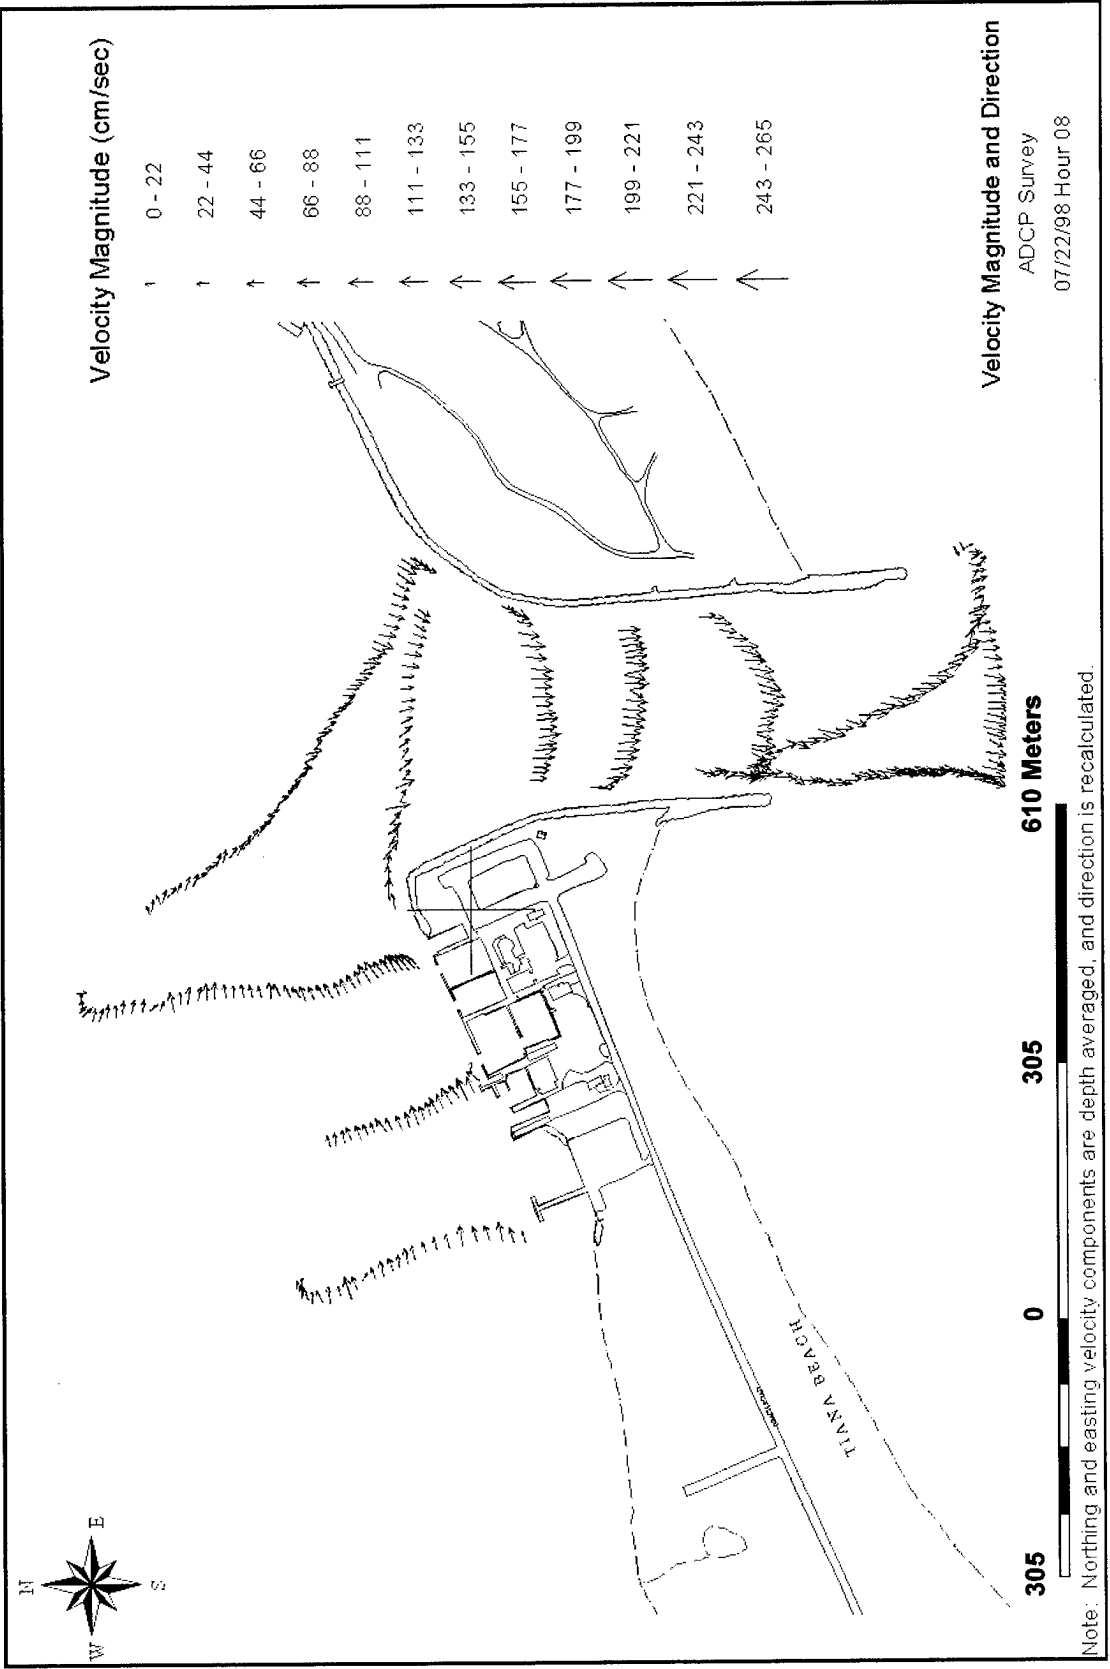 Velocity Magnitude (cm/sec)
0 - 22
22 - 44
44 - 66
66 - 88
88 - 111
111 - 133
133 - 155
155 - 177
177 - 199
199 - 221
221 - 243
243 - 265
Velocity Magnitude and Direction
ADCP Survey
07/22/98 Hour 08
N
W
E
S
TIANA BEACH
305
0
305
610 Meters
Note: Northing and easting velocity components are depth averaged, and direction is recalculated.